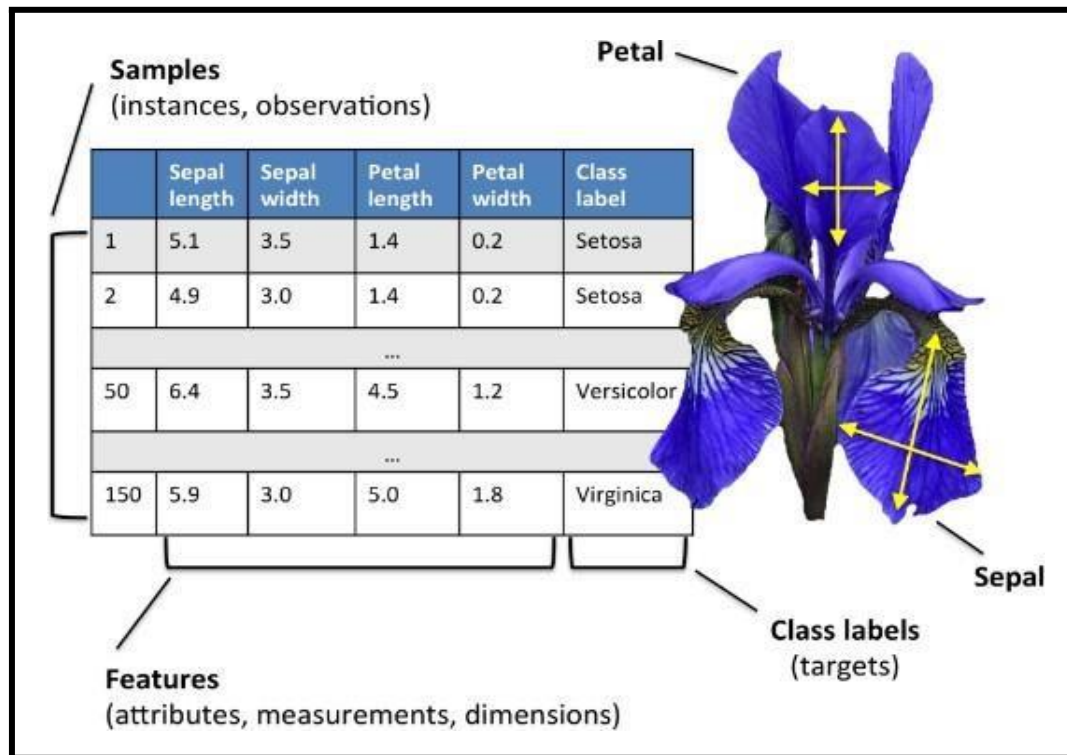 Samples
(instances, observations)
Petal
Sepal length Sepal width Petal length Petal width Class label
1 5.1 3.5 1.4 0.2 Setosa
2 4.9 3.0 1.4 0.2 Setosa
...
50 6.4 3.5 4.5 1.2 Versicolor
...
150 5.9 3.0 5.0 1.8 Virginica
Sepal
Class labels
(targets)
Features
(attributes, measurements, dimensions)